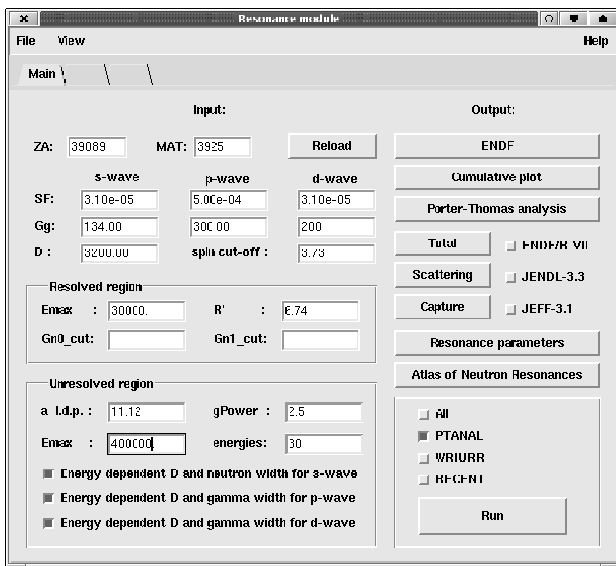 Resonance module
File View Help
Main
Input: Output:
ZA: 39089 MAT: 3925 Reload ENDF
s-wave p-wave d-wave Cumulative plot
SF: 3.10e-05 5.00e-04 3.10e-05 Porter-Thomas analysis
Gg: 134.00 300.00 200
D : 3200.00 spin cut-off : 3.73
Total ENDF/B-VII
Scattering JENDL-3.3
Capture JEFF-3.1
Resolved region
Emax : 30000. R' : 6.74
Gn0_cut: Gn1_cut:
Resonance parameters
Atlas of Neutron Resonances
Unresolved region
a l.d.p. : 11.12 gPower : 2.5
Emax : 400000 energies: 30
Energy dependent D and neutron width for s-wave
Energy dependent D and gamma width for p-wave
Energy dependent D and gamma width for d-wave
All
PTANAL
WRIURR
RECENT
Run